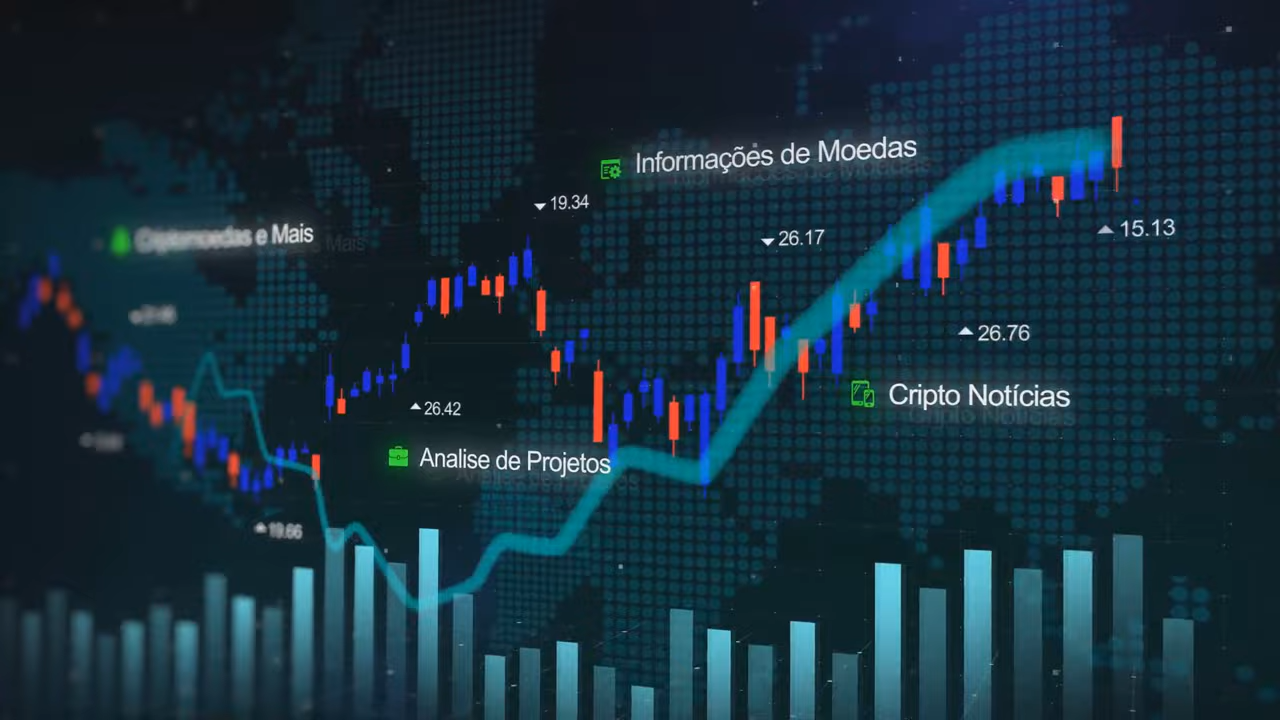 Informações de Moedas
19.34
Criptomoedas e Mais
26.17
15.13
26.76
Cripto Notícias
26.42
Analise de Projetos
19.66